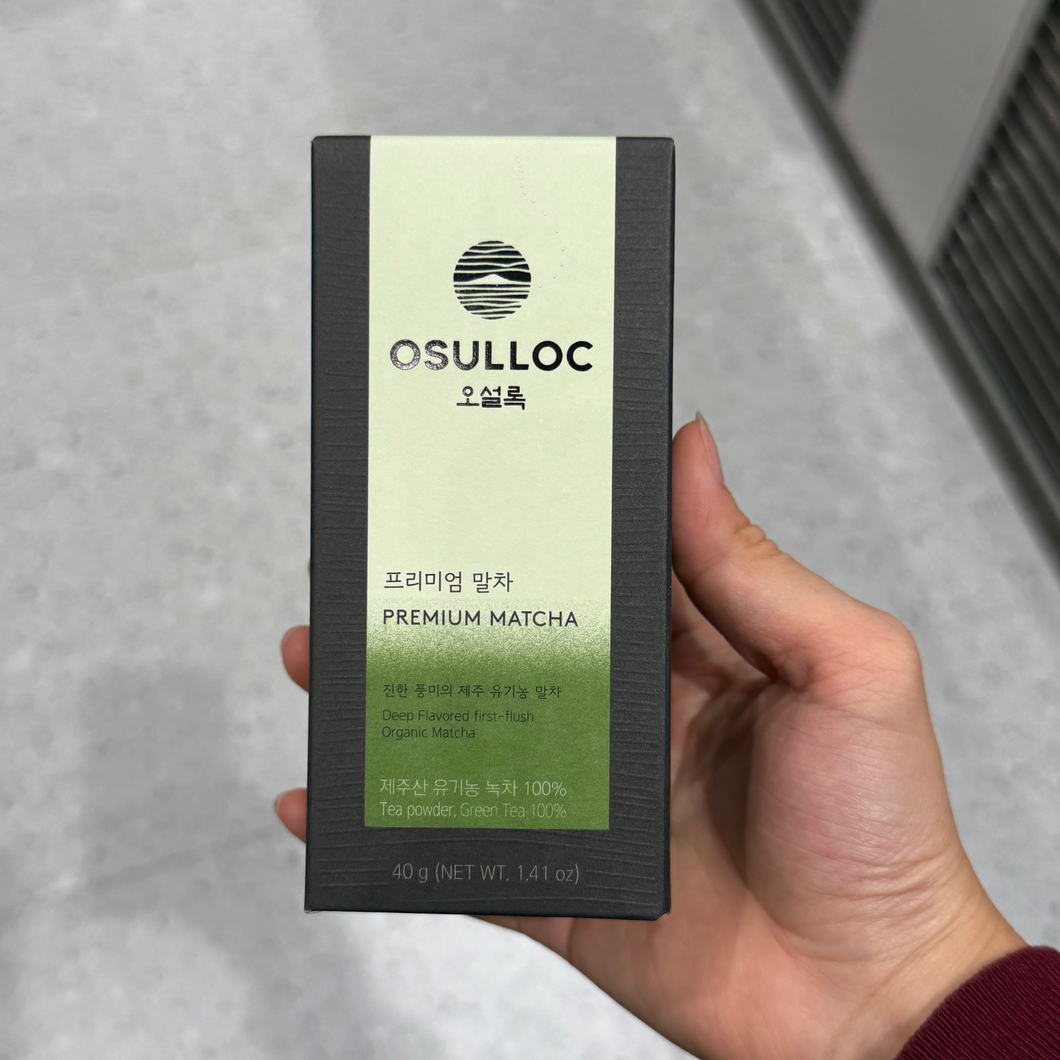 OSULLOC
오설록
프리미엄 말차
PREMIUM MATCHA
진한 풍미의 제주 유기농 말차
Deep Flavored first-flush
Organic Matcha
제주산 유기농 녹차 100%
Tea powder, Green Tea 100%
40 g (NET WT. 1.41 oz)